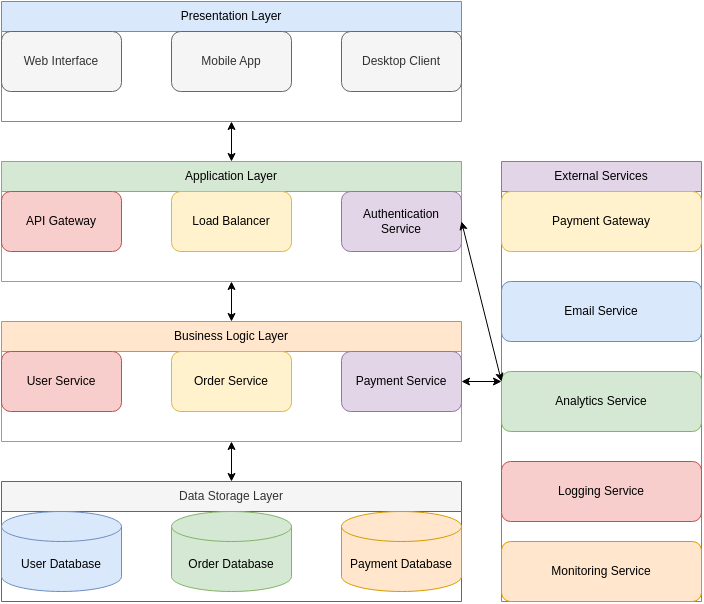 Presentation Layer
Web Interface
Mobile App
Desktop Client
Application Layer
API Gateway
Load Balancer
Authentication
Service
Business Logic Layer
User Service
Order Service
Payment Service
Data Storage Layer
User Database
Order Database
Payment Database
External Services
Payment Gateway
Email Service
Analytics Service
Logging Service
Monitoring Service